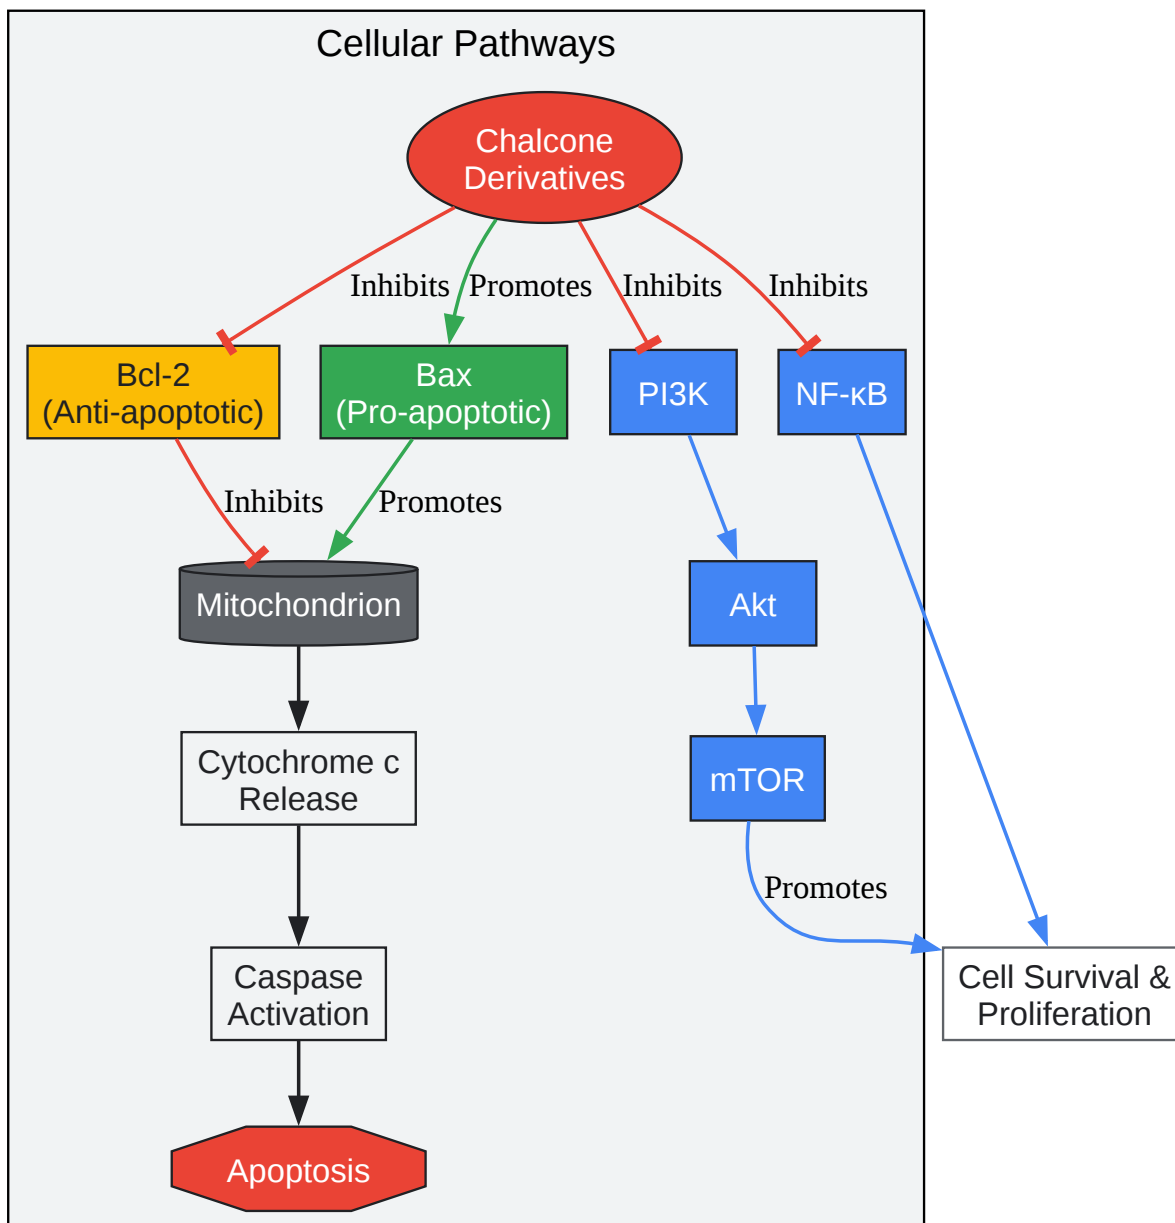 Cellular Pathways
Chalcone
Derivatives
Inhibits
Promotes
Inhibits
Inhibits
Bcl-2
(Anti-apoptotic)
Bax
(Pro-apoptotic)
PI3K
NF-κB
Inhibits
Promotes
Mitochondrion
Akt
Cytochrome c
Release
mTOR
Promotes
Caspase
Activation
Cell Survival &
Proliferation
Apoptosis